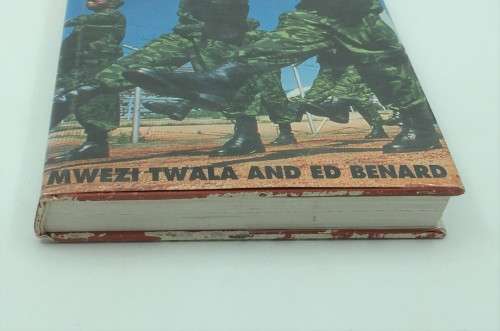 MWEZI TWALA AND ED BENARD